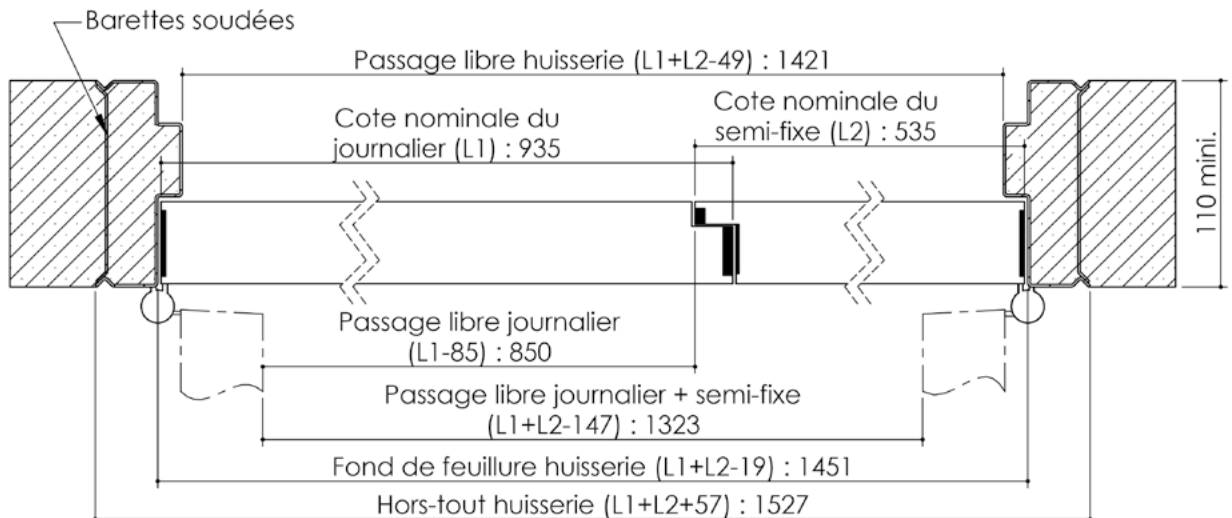 Barettes soudées
Passage libre huisserie (L1+L2-49) : 1421
Cote nominale du
journalier (L1) : 935
Cote nominale du
semi-fixe (L2) : 535
110 mini.
Passage libre journalier
(L1-85) : 850
Passage libre journalier + semi-fixe
(L1+L2-147) : 1323
Fond de feuillure huisserie (L1+L2-19) : 1451
Hors-tout huisserie (L1+L2+57) : 1527